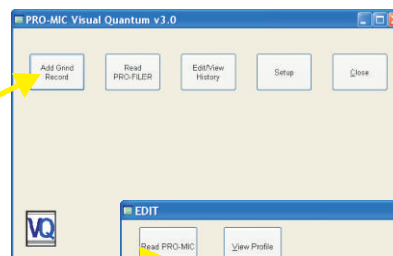 PRO-MIC Visual Quantum v3.0
Add Grind
Record
Read
PRO-FILER
Edit/View
History
Setup
Close
VQ
EDIT
Read PRO-MIC
View Profile